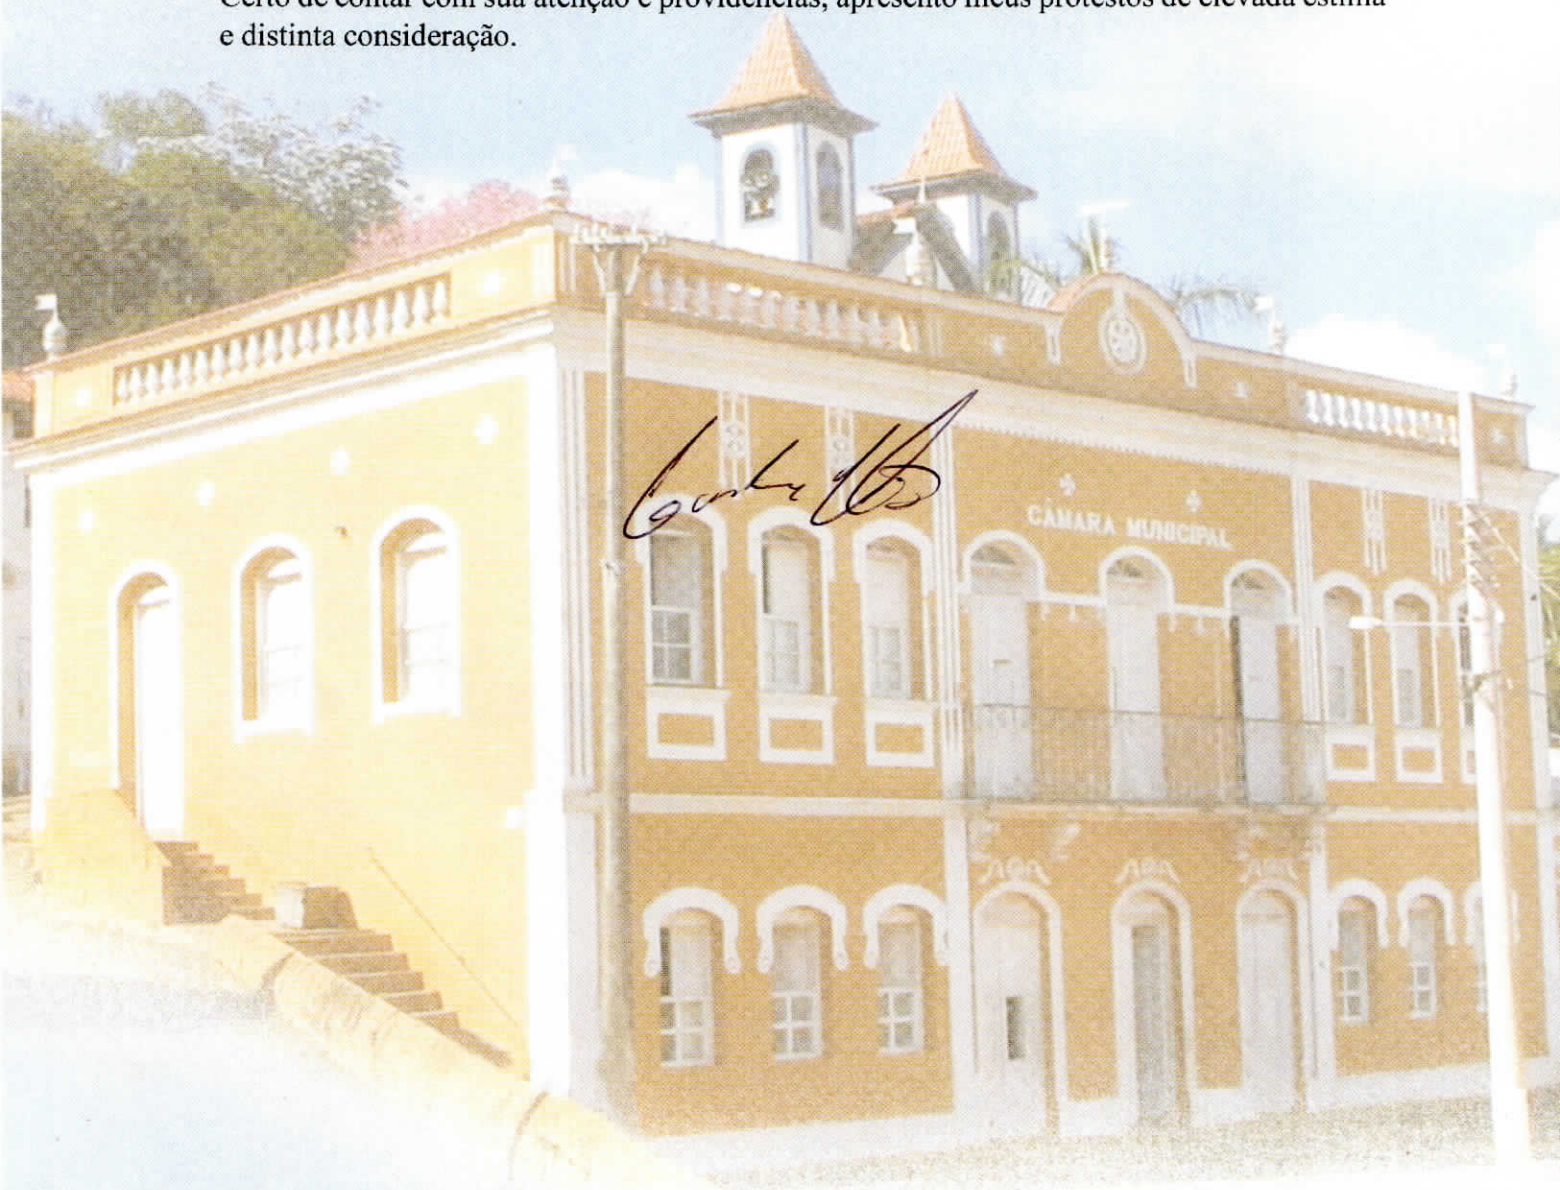 Certo de contar com sua atenção e providências, apresento meus protestos de elevada estima
e distinta consideração.
CÂMARA MUNICIPAL